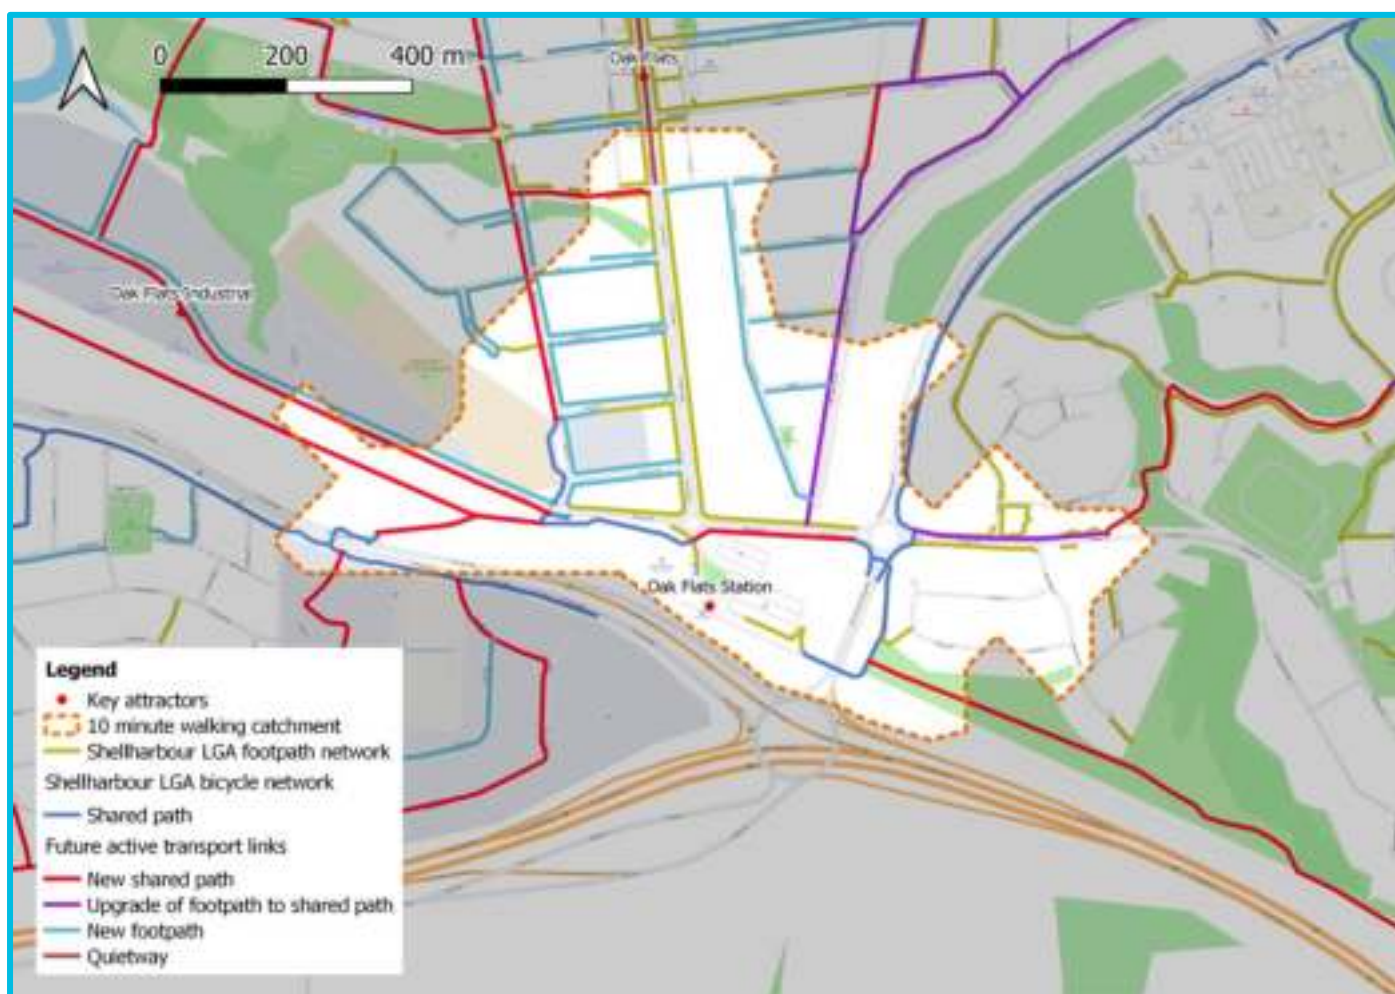 0 200 400 m
Oak Flats
Oak Flats Industrial
Oak Flats Station
Legend
Key attractors
10 minute walking catchment
Shellharbour LGA footpath network
Shellharbour LGA bicycle network
Shared path
Future active transport links
New shared path
Upgrade of footpath to shared path
New footpath
Quietway